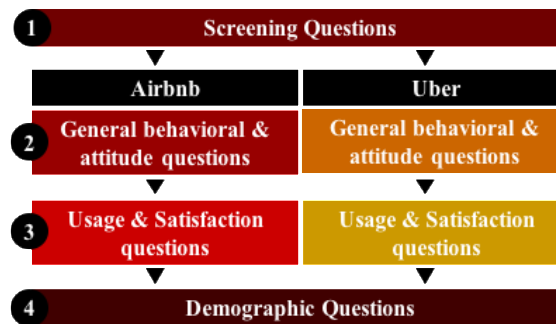 1 Screening Questions
Airbnb Uber
2 General behavioral &
attitude questions
General behavioral &
attitude questions
3 Usage & Satisfaction
questions
Usage & Satisfaction
questions
4 Demographic Questions